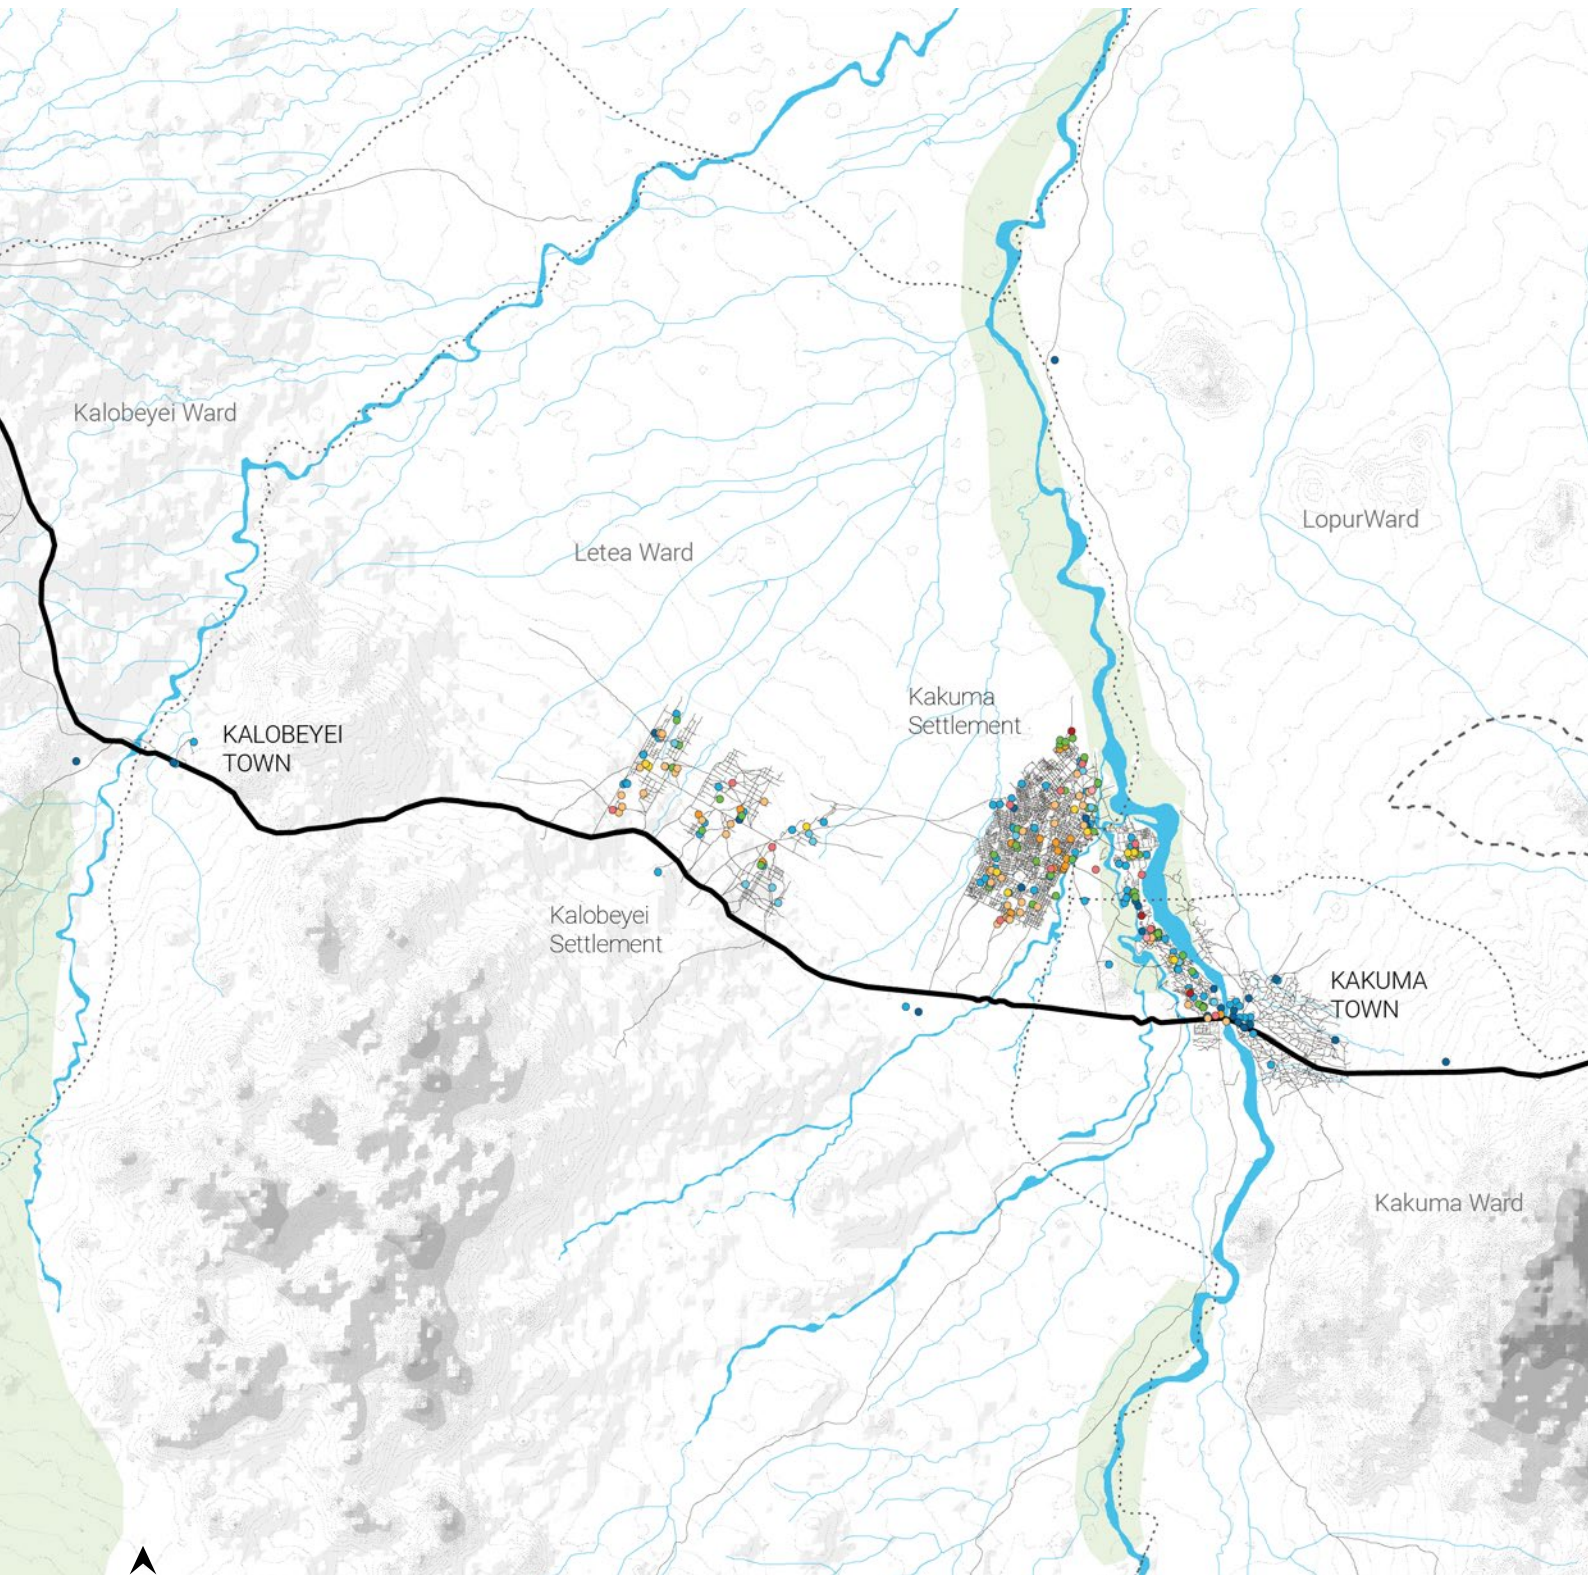 Kalobeyei Ward
LopurWard
Letea Ward
Kakuma
Settlement
KALOBEYEI
TOWN
Kalobeyei
Settlement
KAKUMA
TOWN
Kakuma Ward